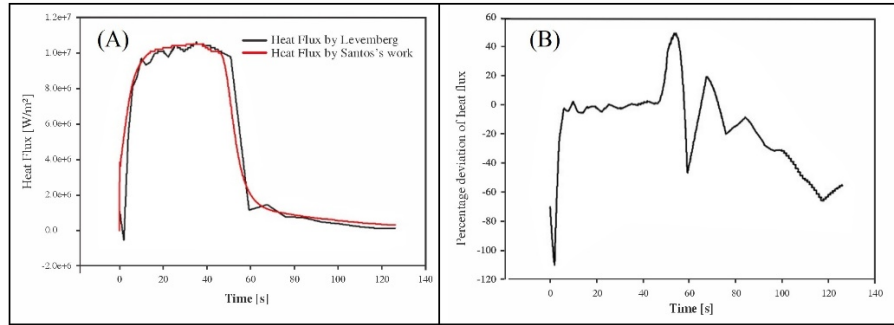 (A)
Heat Flux by Levemberg
Heat Flux by Santos's work
Heat Flux [W/m²]
1.2e+7
1.0e+7
8.0e+6
6.0e+6
4.0e+6
2.0e+6
0.0
-2.0e+6
0 20 40 60 80 100 120 140
Time [s]
(B)
Percentage deviation of heat flux
60
40
20
0
-20
-40
-60
-80
-100
-120
0 20 40 60 80 100 120 140
Time [s]